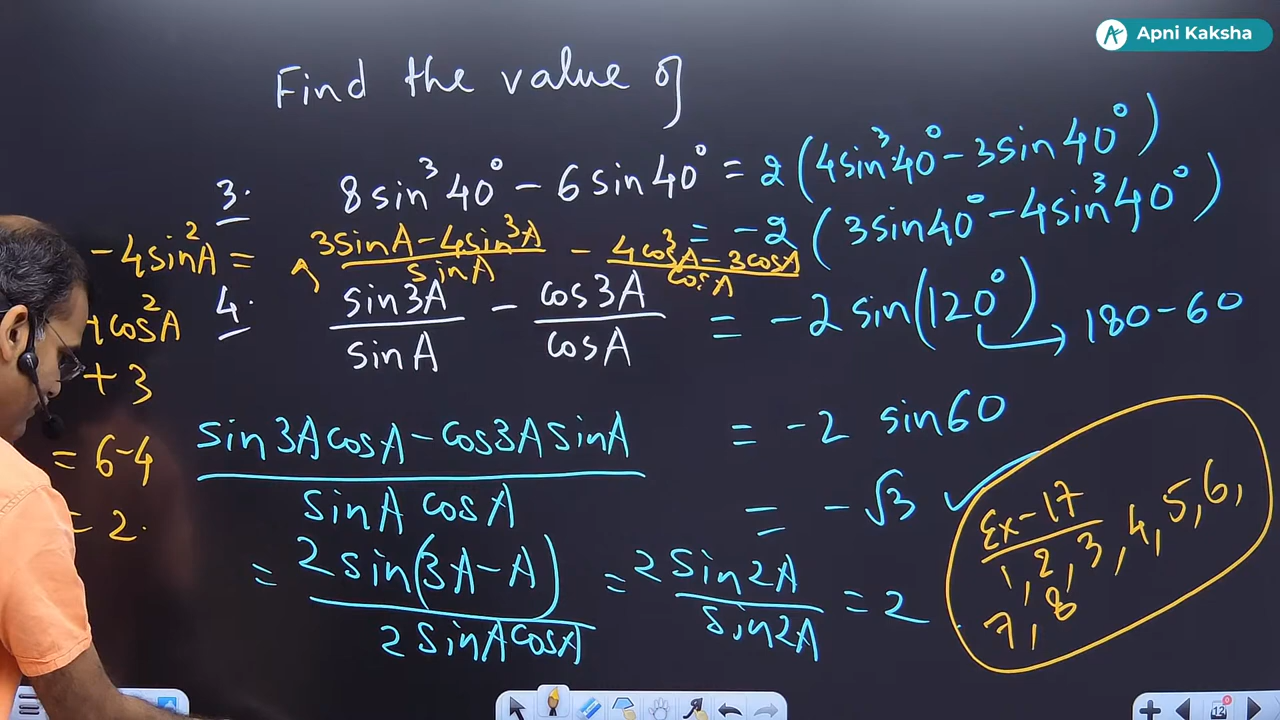 Apni Kaksha
Find the value of
3. 8sin³40° - 6sin40° = 2(4sin³40° - 3sin40°)
= -2(3sin40° - 4sin³40°)
-4sin²A = (3sinA - 4sin³A)/sinA - (4cos³A - 3cosA)/cosA
4. sin3A/sinA - cos3A/cosA
= -2sin(120°) → 180-60
cos²A
+ 3
= 6-4
= 2.
(sin3AcosA - cos3AsinA)/(sinA cosA)
= 2sin(3A-A)/(2sinAcosA) = 2sin2A/sin2A = 2
= -2 sin60
= -√3 ✓
Ex-17
1, 2, 3, 4, 5, 6,
7, 8
12